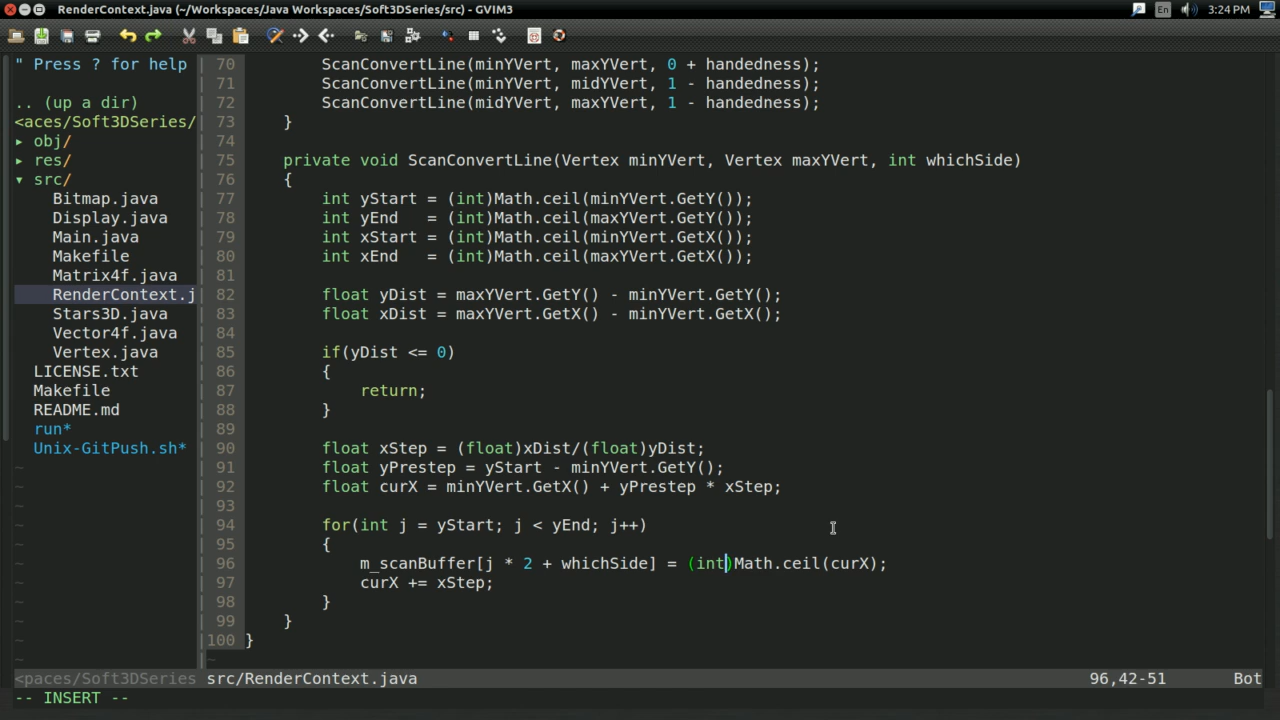 RenderContext.java (~/Workspaces/Java Workspaces/Soft3DSeries/src) - GVIM3
En
3:24 PM
" Press ? for help
.. (up a dir)
<aces/Soft3DSeries/
▸ obj/
▸ res/
▾ src/
Bitmap.java
Display.java
Main.java
Makefile
Matrix4f.java
RenderContext.j
Stars3D.java
Vector4f.java
Vertex.java
LICENSE.txt
Makefile
README.md
run*
Unix-GitPush.sh*
70 ScanConvertLine(minYVert, maxYVert, 0 + handedness);
71 ScanConvertLine(minYVert, midYVert, 1 - handedness);
72 ScanConvertLine(midYVert, maxYVert, 1 - handedness);
73 }
74
75 private void ScanConvertLine(Vertex minYVert, Vertex maxYVert, int whichSide)
76 {
77 int yStart = (int)Math.ceil(minYVert.GetY());
78 int yEnd   = (int)Math.ceil(maxYVert.GetY());
79 int xStart = (int)Math.ceil(minYVert.GetX());
80 int xEnd   = (int)Math.ceil(maxYVert.GetX());
81
82 float yDist = maxYVert.GetY() - minYVert.GetY();
83 float xDist = maxYVert.GetX() - minYVert.GetX();
84
85 if(yDist <= 0)
86 {
87 return;
88 }
89
90 float xStep = (float)xDist/(float)yDist;
91 float yPrestep = yStart - minYVert.GetY();
92 float curX = minYVert.GetX() + yPrestep * xStep;
93
94 for(int j = yStart; j < yEnd; j++)
95 {
96 m_scanBuffer[j * 2 + whichSide] = (int)Math.ceil(curX);
97 curX += xStep;
98 }
99 }
100 }
<paces/Soft3DSeries src/RenderContext.java 96,42-51 Bot
-- INSERT --